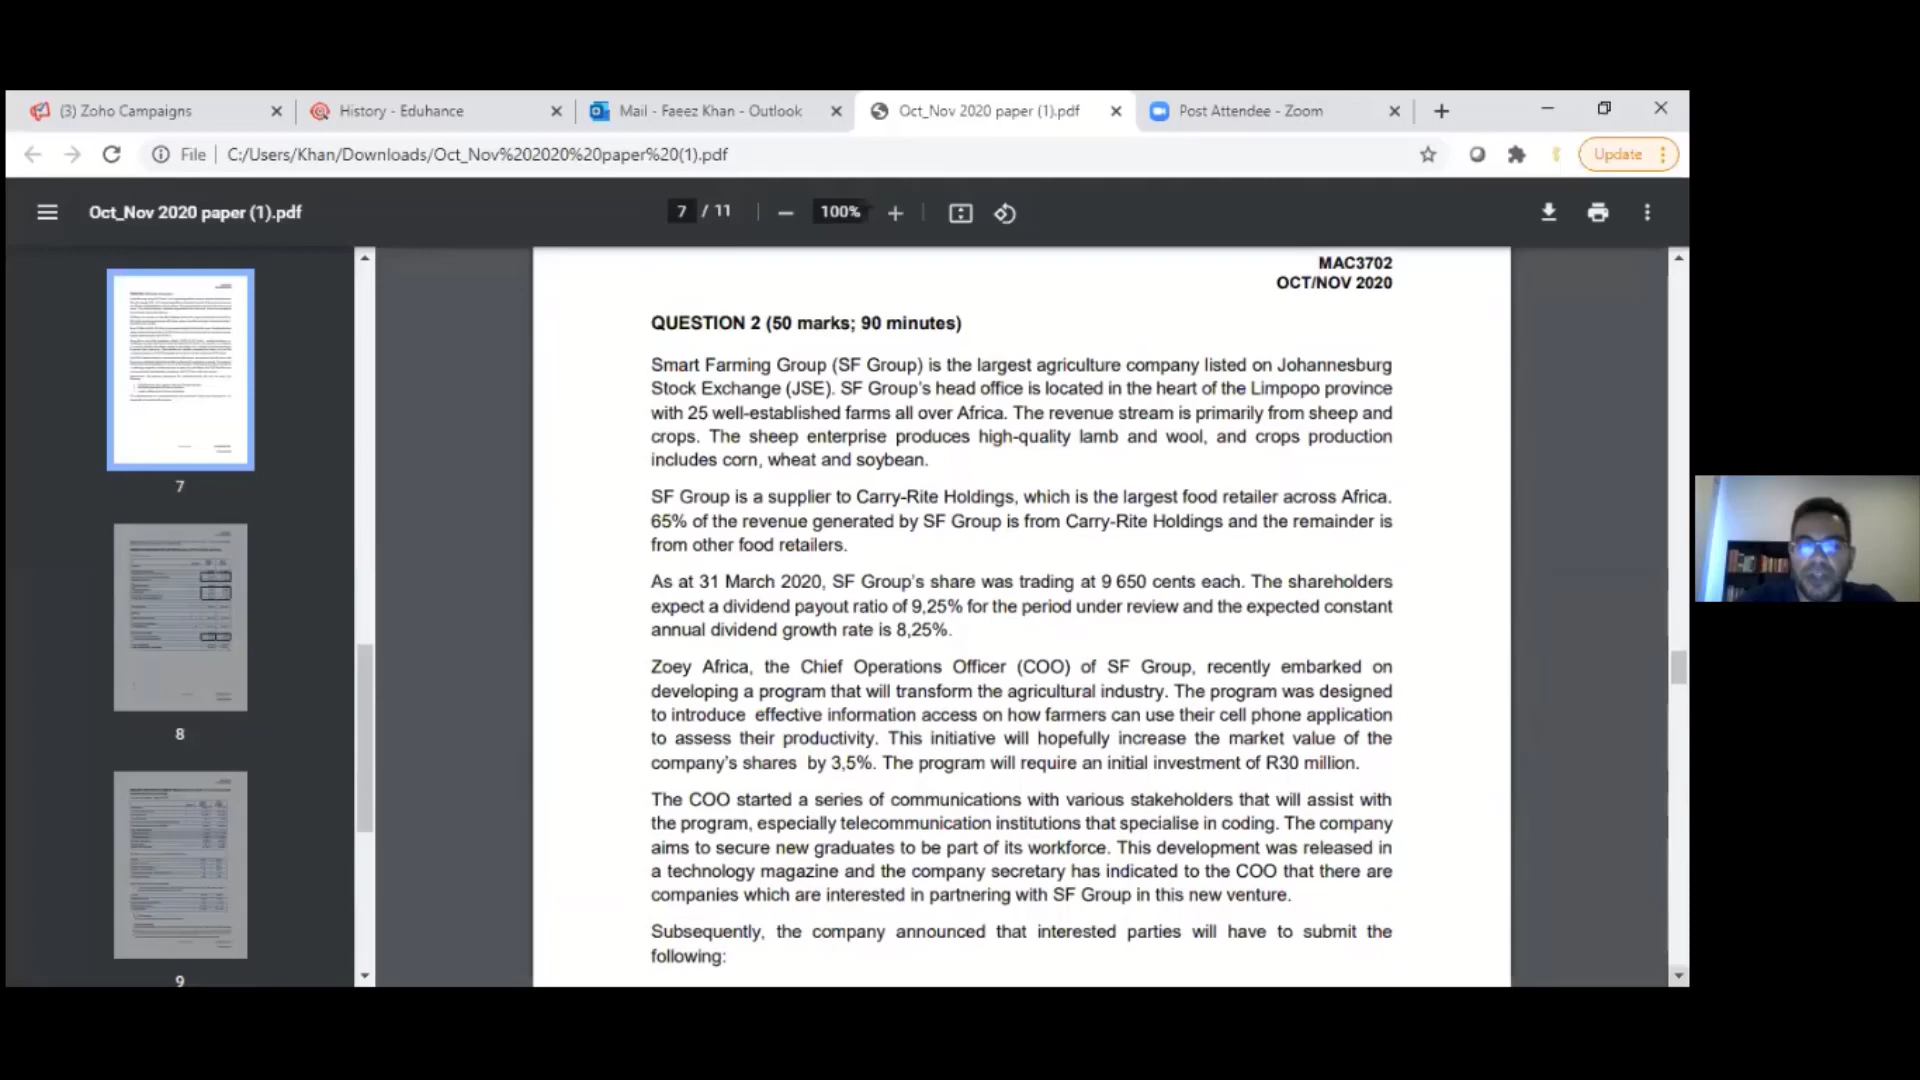 (3) Zoho Campaigns
History - Eduhance
Mail - Faeez Khan - Outlook
Oct_Nov 2020 paper (1).pdf
Post Attendee - Zoom
File
C:/Users/Khan/Downloads/Oct_Nov%202020%20paper%20(1).pdf
Update
Oct_Nov 2020 paper (1).pdf
7 / 11
100%
7
8
9
MAC3702
OCT/NOV 2020
QUESTION 2 (50 marks; 90 minutes)
Smart Farming Group (SF Group) is the largest agriculture company listed on Johannesburg
Stock Exchange (JSE). SF Group's head office is located in the heart of the Limpopo province
with 25 well-established farms all over Africa. The revenue stream is primarily from sheep and
crops. The sheep enterprise produces high-quality lamb and wool, and crops production
includes corn, wheat and soybean.
SF Group is a supplier to Carry-Rite Holdings, which is the largest food retailer across Africa.
65% of the revenue generated by SF Group is from Carry-Rite Holdings and the remainder is
from other food retailers.
As at 31 March 2020, SF Group's share was trading at 9 650 cents each. The shareholders
expect a dividend payout ratio of 9,25% for the period under review and the expected constant
annual dividend growth rate is 8,25%.
Zoey Africa, the Chief Operations Officer (COO) of SF Group, recently embarked on
developing a program that will transform the agricultural industry. The program was designed
to introduce effective information access on how farmers can use their cell phone application
to assess their productivity. This initiative will hopefully increase the market value of the
company's shares by 3,5%. The program will require an initial investment of R30 million.
The COO started a series of communications with various stakeholders that will assist with
the program, especially telecommunication institutions that specialise in coding. The company
aims to secure new graduates to be part of its workforce. This development was released in
a technology magazine and the company secretary has indicated to the COO that there are
companies which are interested in partnering with SF Group in this new venture.
Subsequently, the company announced that interested parties will have to submit the
following: